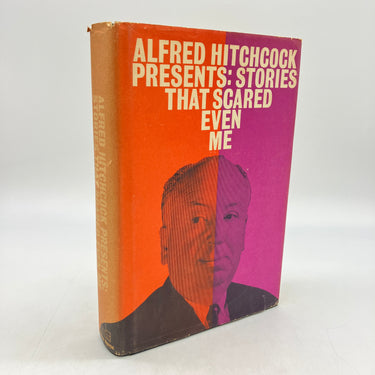 ALFRED HITCHCOCK
PRESENTS: STORIES
THAT SCARED
EVEN
ME
ALFRED HITCHCOCK PRESENTS: